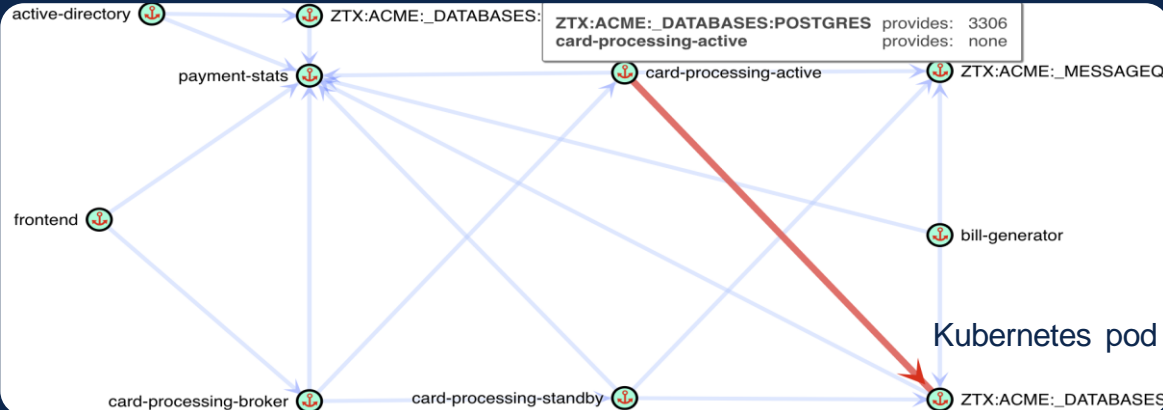 active-directory
ZTX:ACME:_DATABASES:
ZTX:ACME:_DATABASES:POSTGRES provides: 3306
card-processing-active provides: none
payment-stats
card-processing-active
ZTX:ACME:_MESSAGEQ
frontend
bill-generator
Kubernetes pod
card-processing-broker
card-processing-standby
ZTX:ACME:_DATABASES